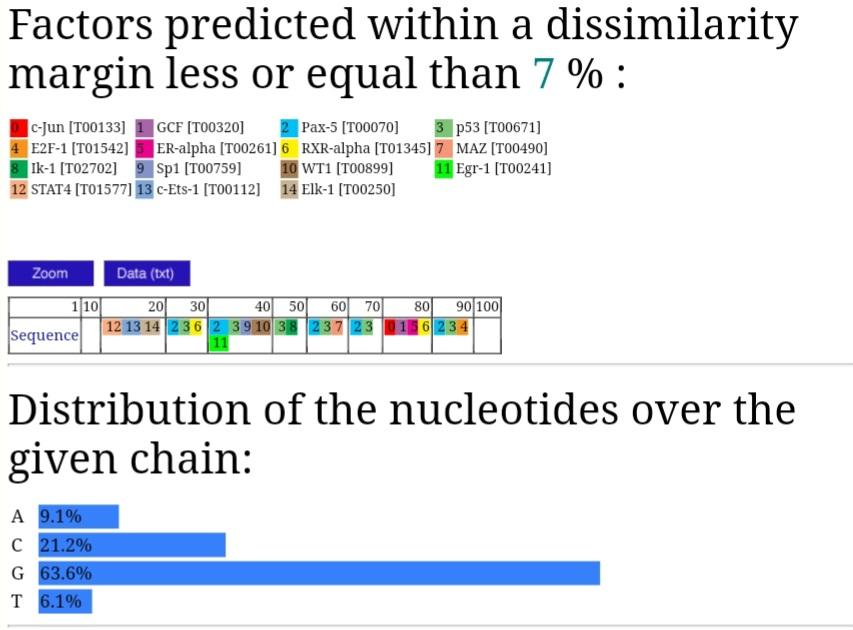 Factors predicted within a dissimilarity
margin less or equal than 7 % :
0 c-Jun [T00133] 1 GCF [T00320] 2 Pax-5 [T00070] 3 p53 [T00671]
4 E2F-1 [T01542] 5 ER-alpha [T00261] 6 RXR-alpha [T01345] 7 MAZ [T00490]
8 Ik-1 [T02702] 9 Sp1 [T00759] 10 WT1 [T00899] 11 Egr-1 [T00241]
12 STAT4 [T01577] 13 c-Ets-1 [T00112] 14 Elk-1 [T00250]
Zoom Data (txt)
1 10 20 30 40 50 60 70 80 90 100
Sequence 12 13 14 2 3 6 2 3 9 10 3 8 2 3 7 2 3 0 1 5 6 2 3 4
11
Distribution of the nucleotides over the
given chain:
A 9.1%
C 21.2%
G 63.6%
T 6.1%